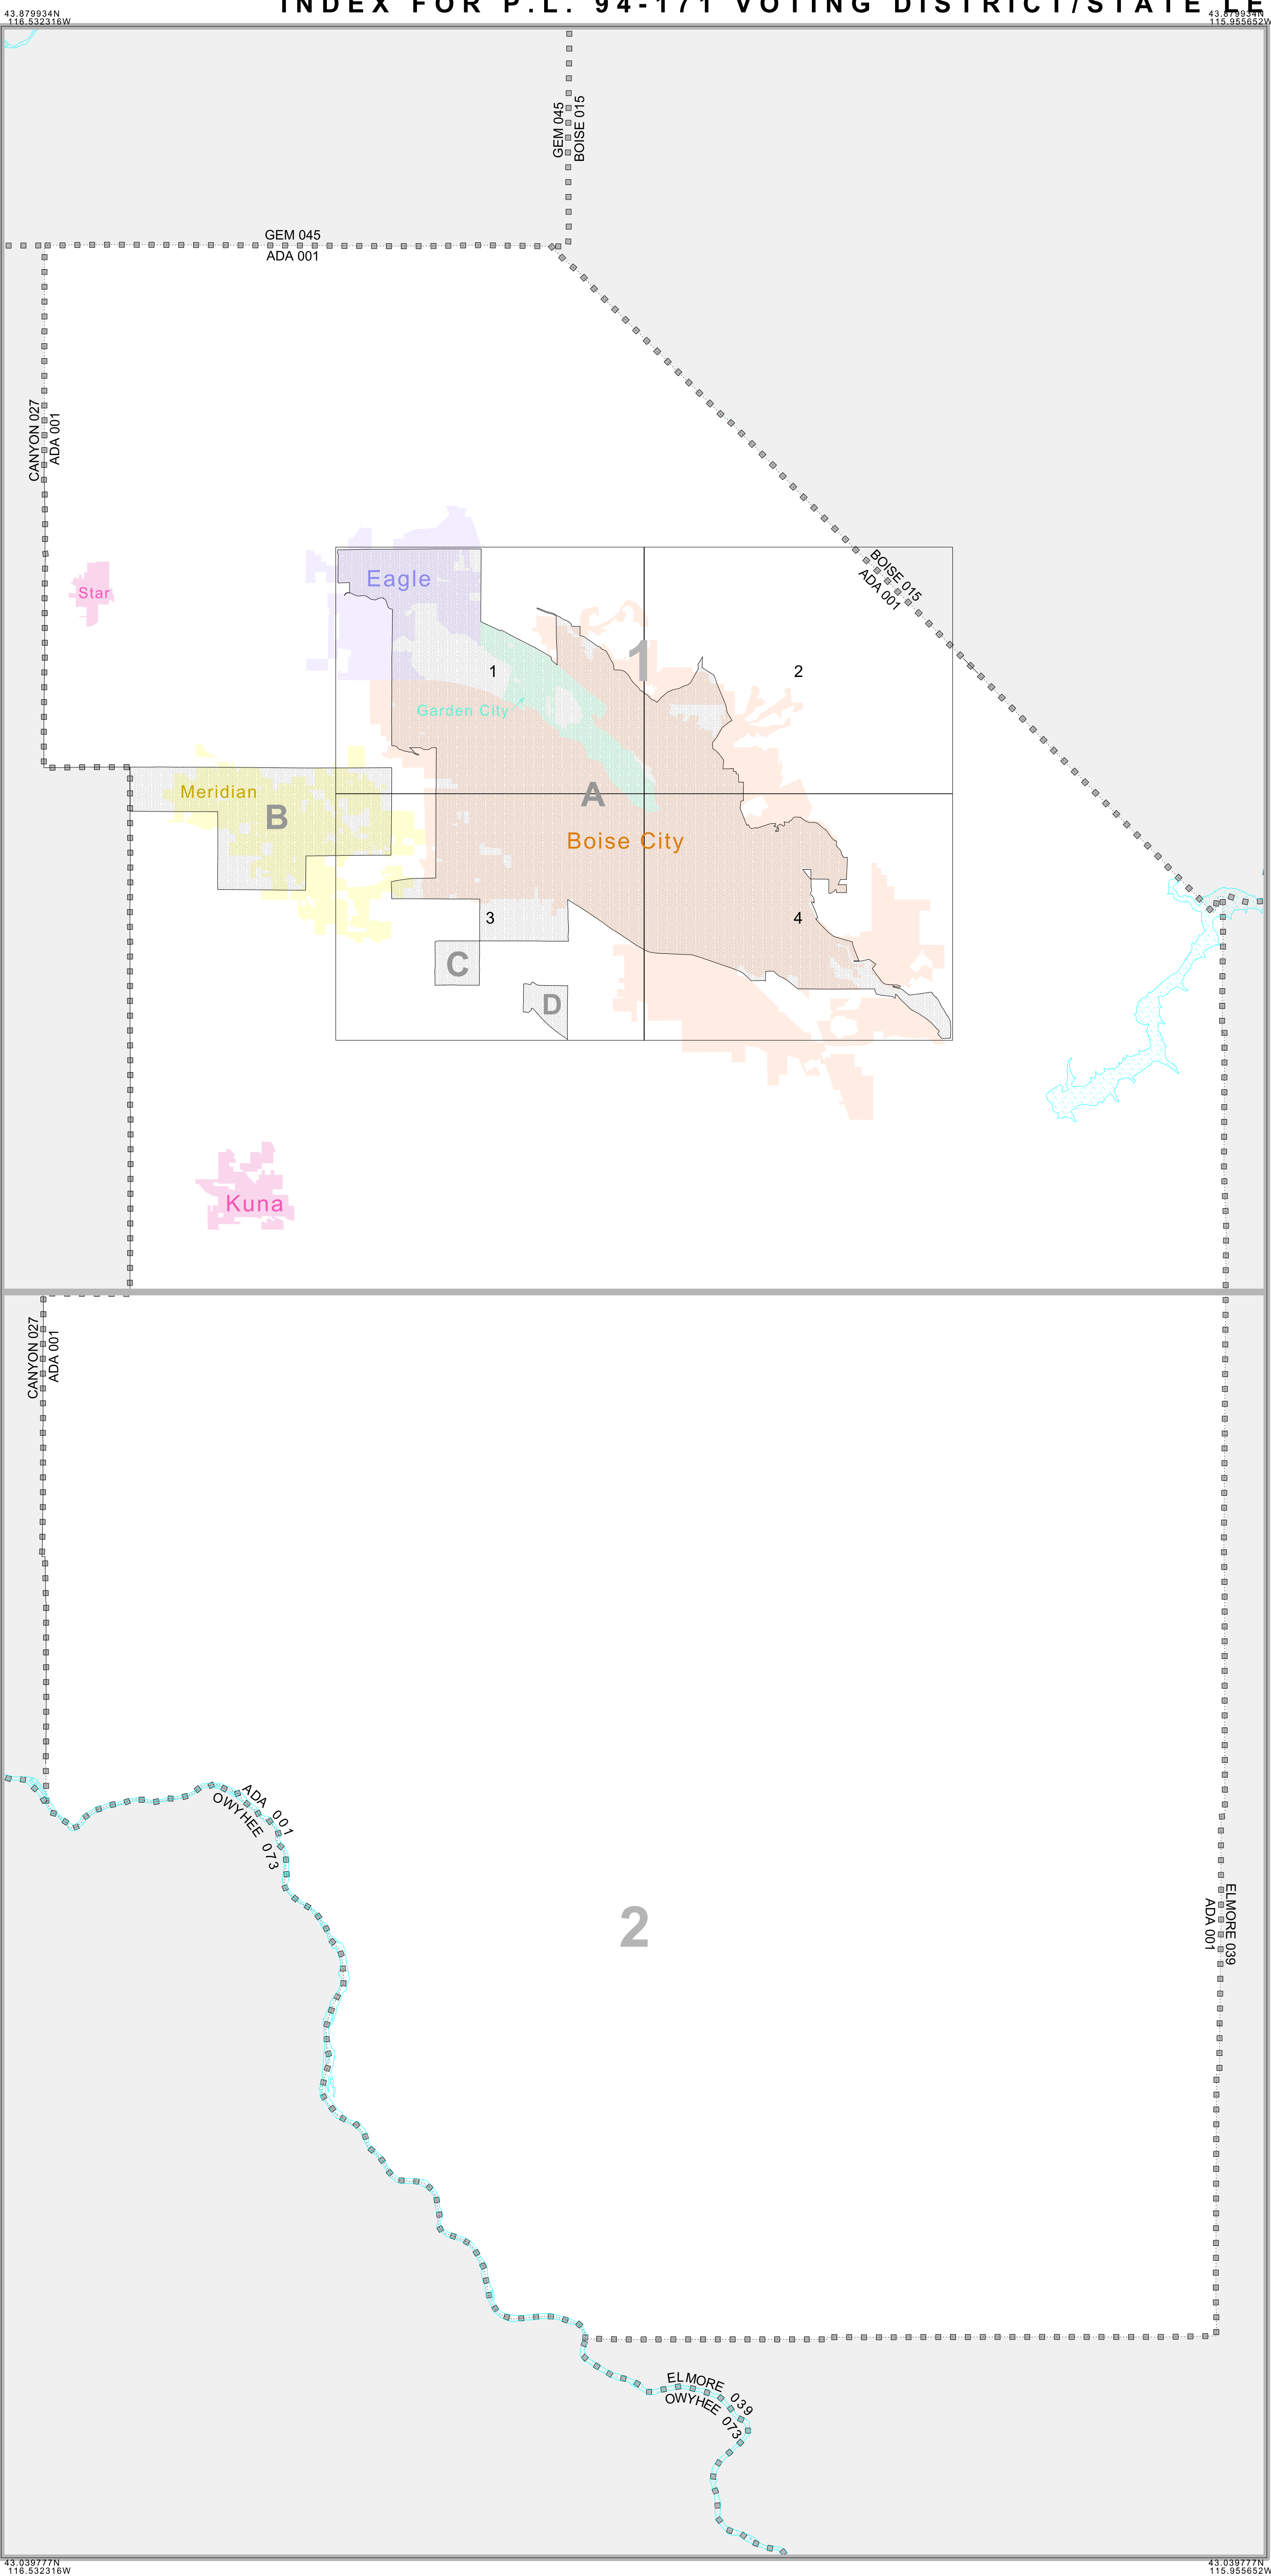 INDEX FOR P.L. 94-171 VOTING DISTRICT/STATE LE
43.879934N
116.532316W
43.879934N
115.955652W
GEM 045
BOISE 015
GEM 045
ADA 001
CANYON 027
ADA 001
BOISE 015
ADA 001
Eagle
Star
1
1
2
Garden City
Meridian
B
A
Boise City
3
4
C
D
Kuna
CANYON 027
ADA 001
ADA 001
OWYHEE 073
2
ELMORE 039
ADA 001
ELMORE 039
OWYHEE 073
43.039777N
116.532316W
43.039777N
115.955652W